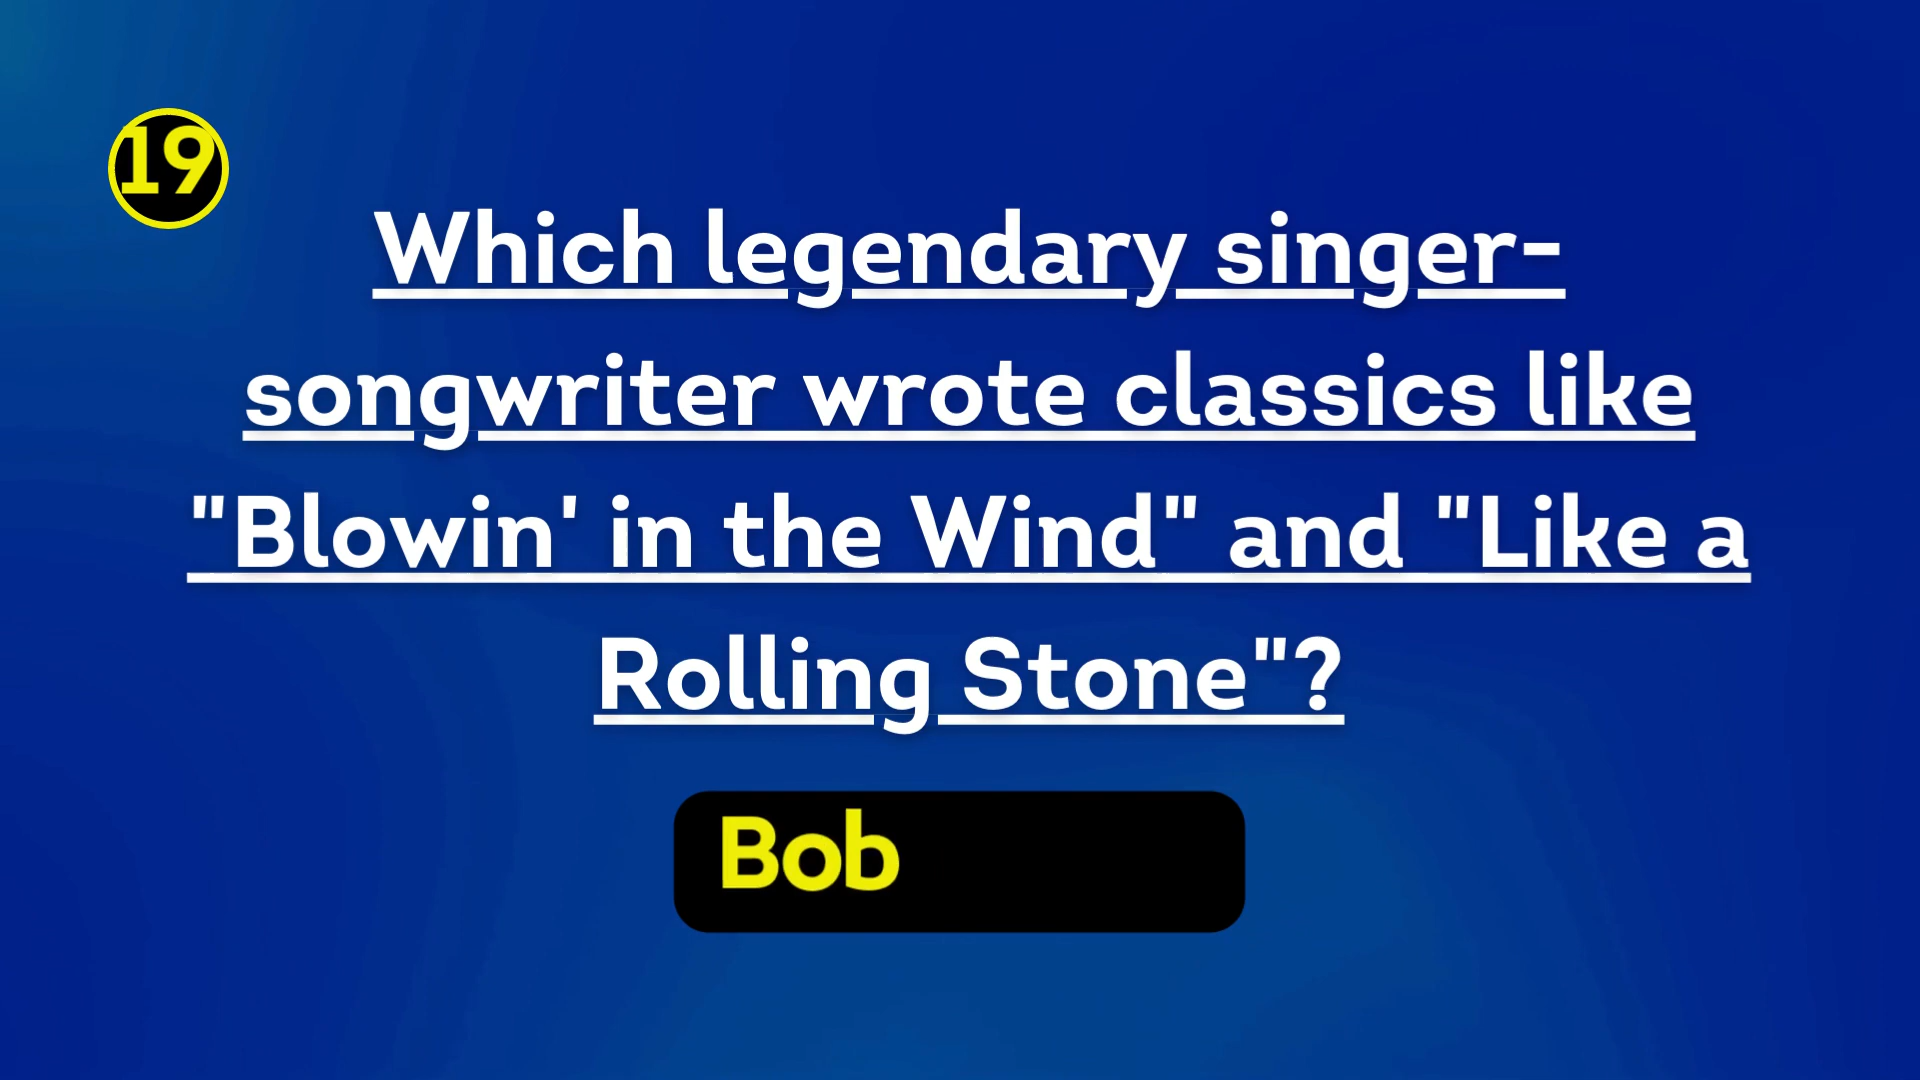 19
Which legendary singer-
songwriter wrote classics like
"Blowin' in the Wind" and "Like a
Rolling Stone"?
Bob